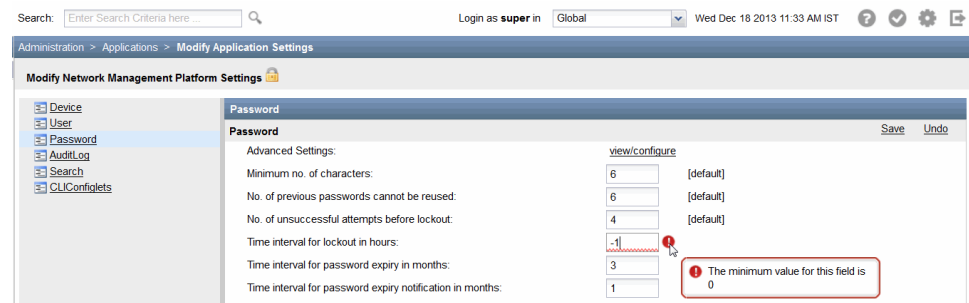 Search: Enter Search Criteria here ... Login as super in Global Wed Dec 18 2013 11:33 AM IST
Administration > Applications > Modify Application Settings
Modify Network Management Platform Settings
Device
User
Password
AuditLog
Search
CLIConfiglets
Password
Password Save Undo
Advanced Settings: view/configure
Minimum no. of characters: 6 [default]
No. of previous passwords cannot be reused: 6 [default]
No. of unsuccessful attempts before lockout: 4 [default]
Time interval for lockout in hours: -1
Time interval for password expiry in months: 3
Time interval for password expiry notification in months: 1
The minimum value for this field is
0